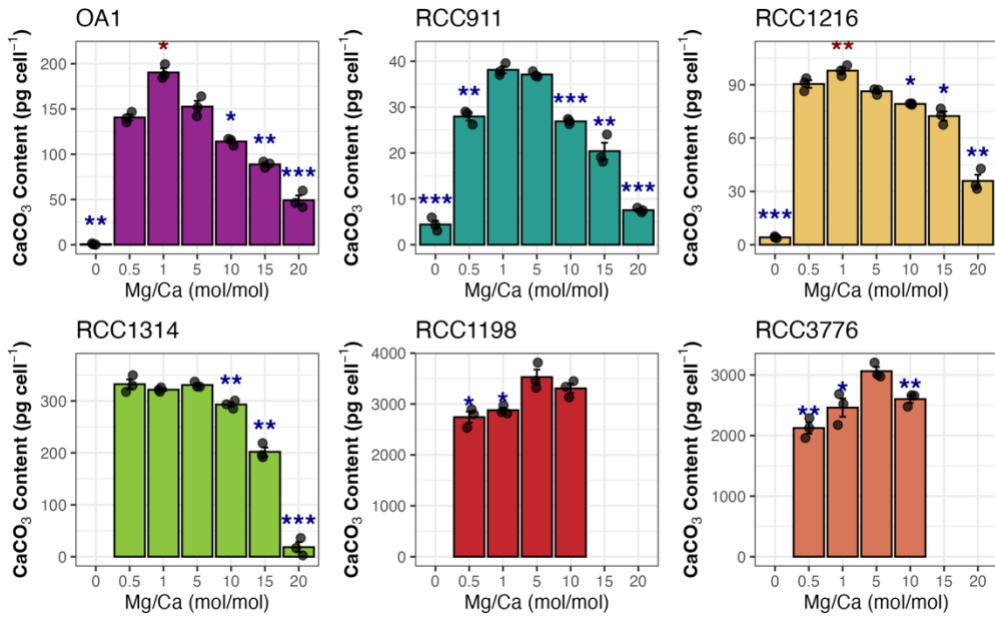 OA1
CaCO₃ Content (pg cell⁻¹)
200
150
100
50
0
**
*
*
**
***
0 0.5 1 5 10 15 20
Mg/Ca (mol/mol)
RCC911
CaCO₃ Content (pg cell⁻¹)
40
30
20
10
0
***
**
***
**
***
0 0.5 1 5 10 15 20
Mg/Ca (mol/mol)
RCC1216
CaCO₃ Content (pg cell⁻¹)
90
60
30
0
***
**
*
*
**
0 0.5 1 5 10 15 20
Mg/Ca (mol/mol)
RCC1314
CaCO₃ Content (pg cell⁻¹)
300
200
100
0
**
**
***
0 0.5 1 5 10 15 20
Mg/Ca (mol/mol)
RCC1198
CaCO₃ Content (pg cell⁻¹)
4000
3000
2000
1000
0
*
*
0 0.5 1 5 10 15 20
Mg/Ca (mol/mol)
RCC3776
CaCO₃ Content (pg cell⁻¹)
3000
2000
1000
0
**
*
**
0 0.5 1 5 10 15 20
Mg/Ca (mol/mol)